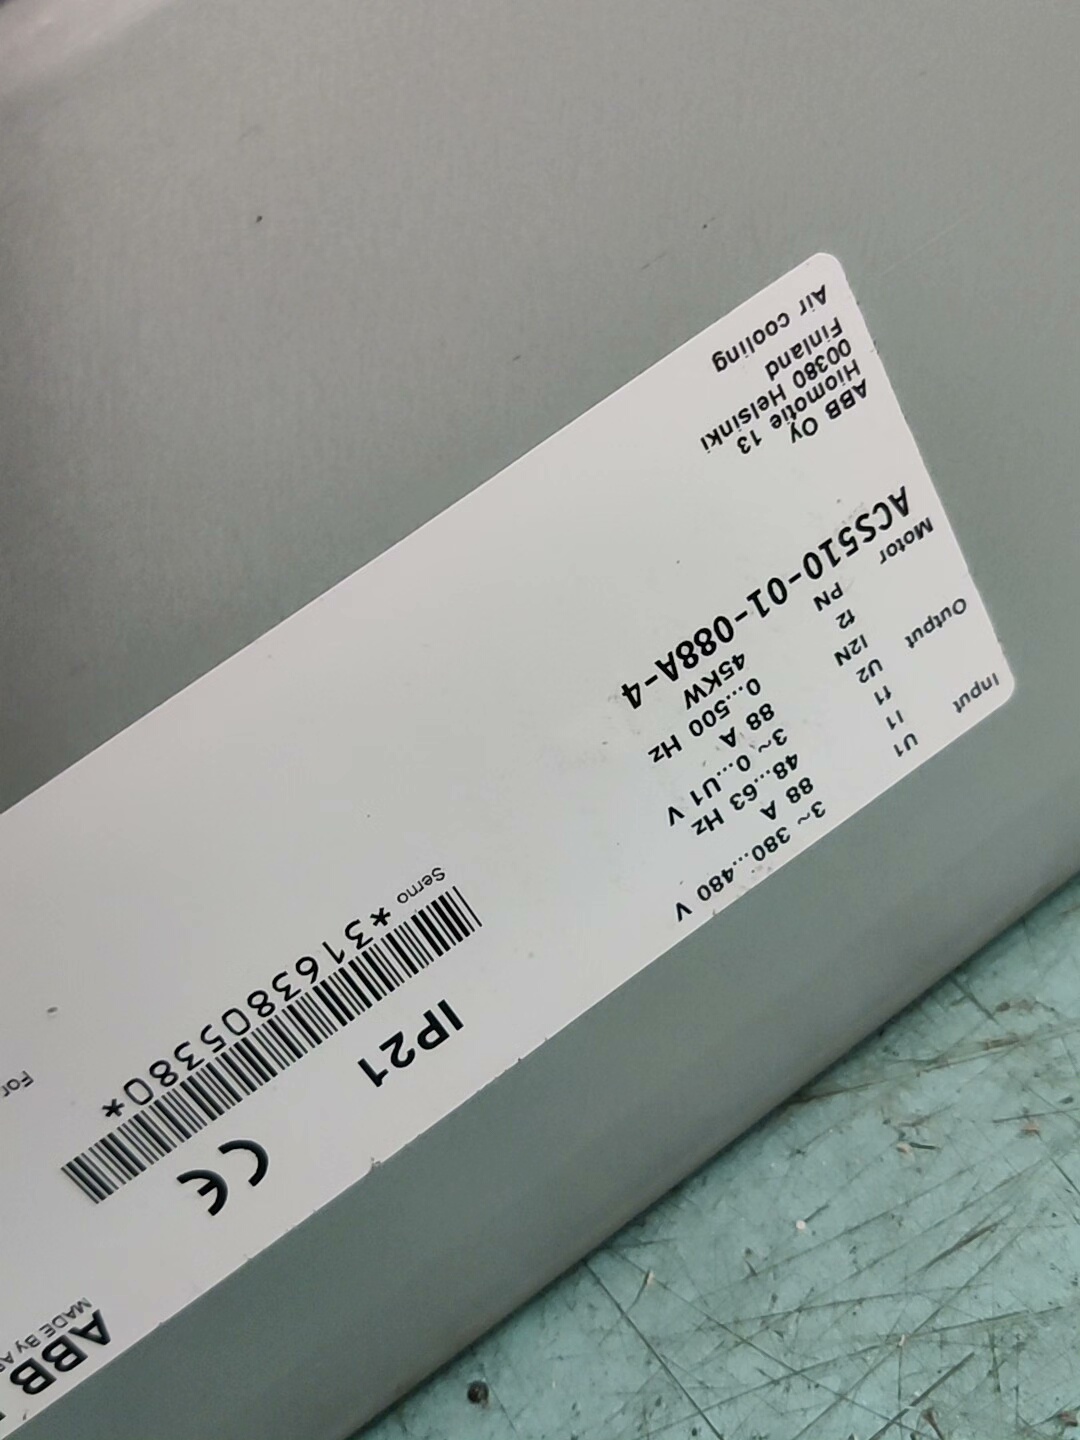 ABB Oy
Hiomotie 13
00380 Helsinki
Finland
Air cooling
ACS510-01-088A-4
Input U1 3~ 380...480 V
I1 88 A
f1 48...63 Hz
Output U2 3~ 0...U1 V
I2N 88 A
f2 0...500 Hz
Motor PN 45KW
IP21
Serno *3163805380*
CE
For
ABB
MADE BY